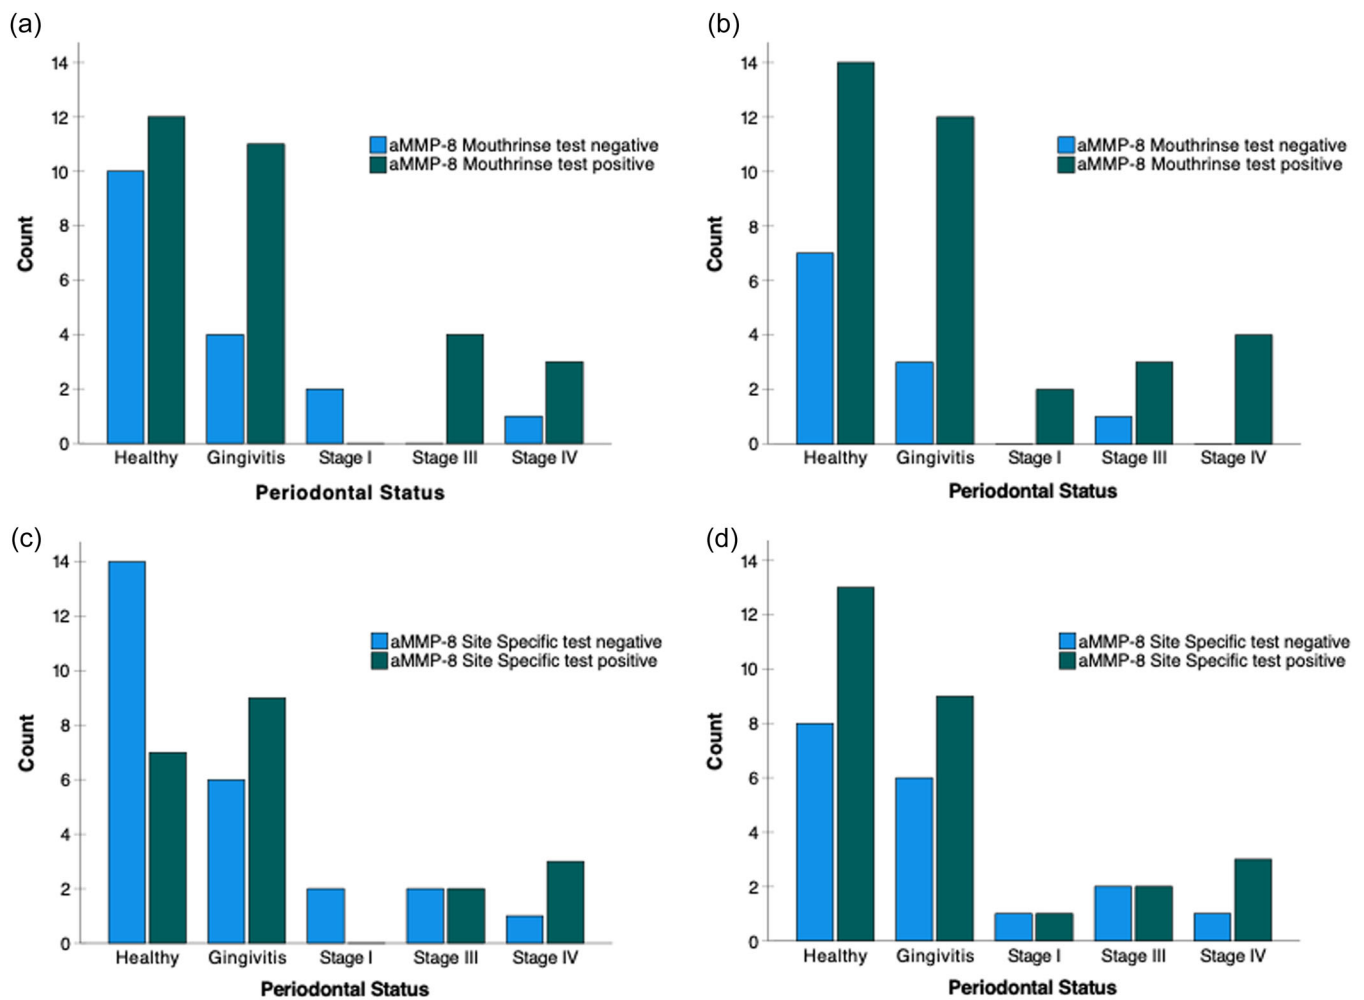 (a)
14
12
10
8
6
4
2
0
Count
aMMP-8 Mouthrinse test negative
aMMP-8 Mouthrinse test positive
Healthy Gingivitis Stage I Stage III Stage IV
Periodontal Status
(b)
14
12
10
8
6
4
2
0
Count
aMMP-8 Mouthrinse test negative
aMMP-8 Mouthrinse test positive
Healthy Gingivitis Stage I Stage III Stage IV
Periodontal Status
(c)
14
12
10
8
6
4
2
0
Count
aMMP-8 Site Specific test negative
aMMP-8 Site Specific test positive
Healthy Gingivitis Stage I Stage III Stage IV
Periodontal Status
(d)
14
12
10
8
6
4
2
0
Count
aMMP-8 Site Specific test negative
aMMP-8 Site Specific test positive
Healthy Gingivitis Stage I Stage III Stage IV
Periodontal Status